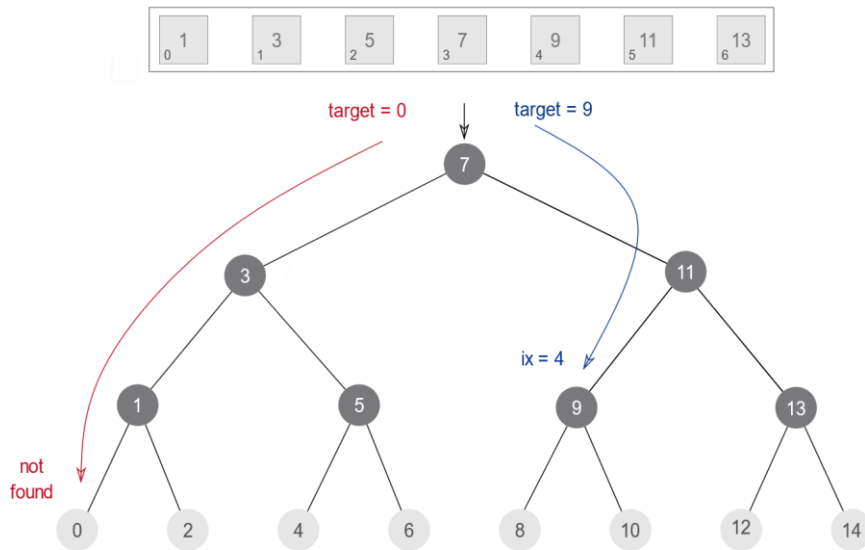 1 3 5 7 9 11 13
0 1 2 3 4 5 6
target = 0 target = 9
7
3 11
ix = 4
1 5 9 13
not
found
0 2 4 6 8 10 12 14